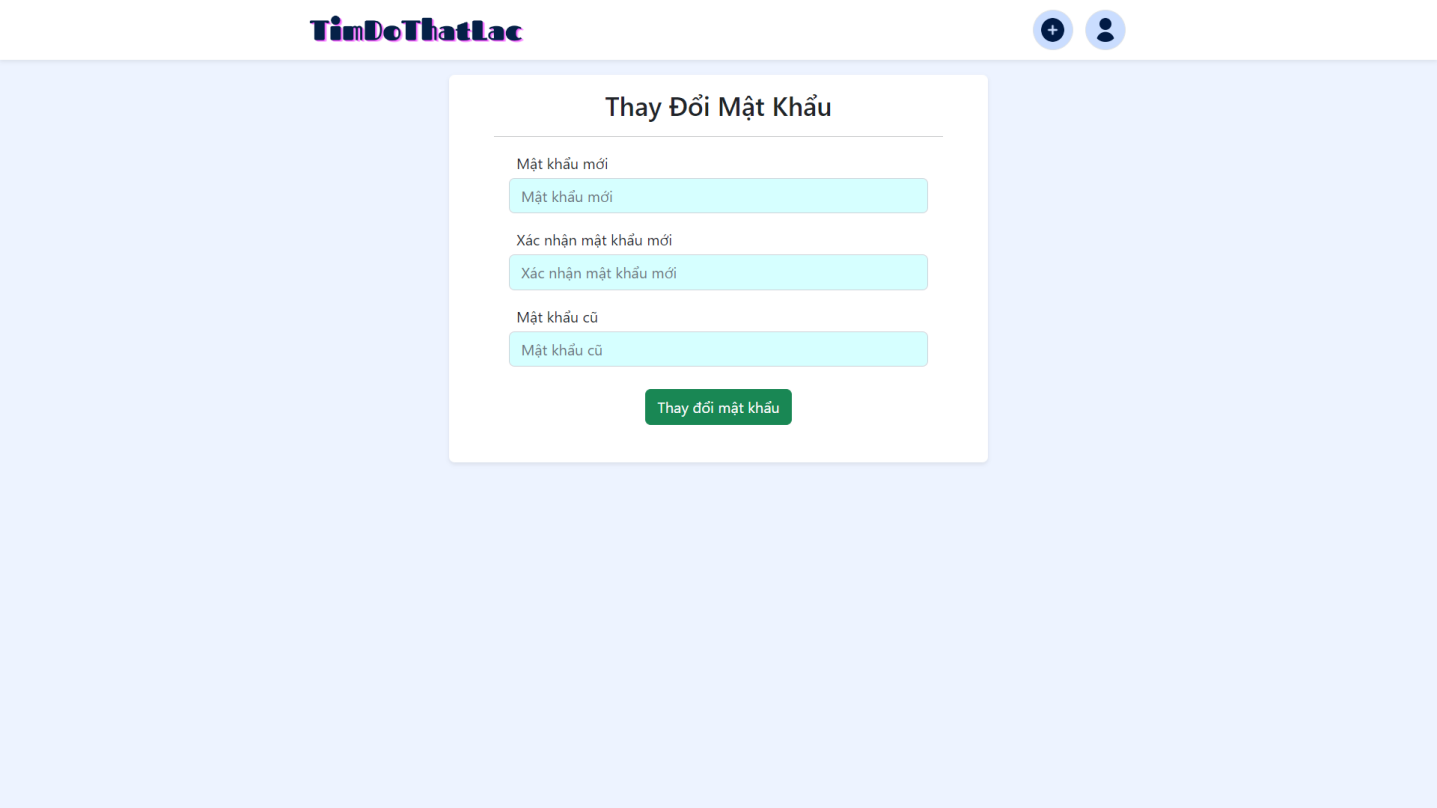 TimDoThatLac
Thay Đổi Mật Khẩu
Mật khẩu mới
Mật khẩu mới
Xác nhận mật khẩu mới
Xác nhận mật khẩu mới
Mật khẩu cũ
Mật khẩu cũ
Thay đổi mật khẩu